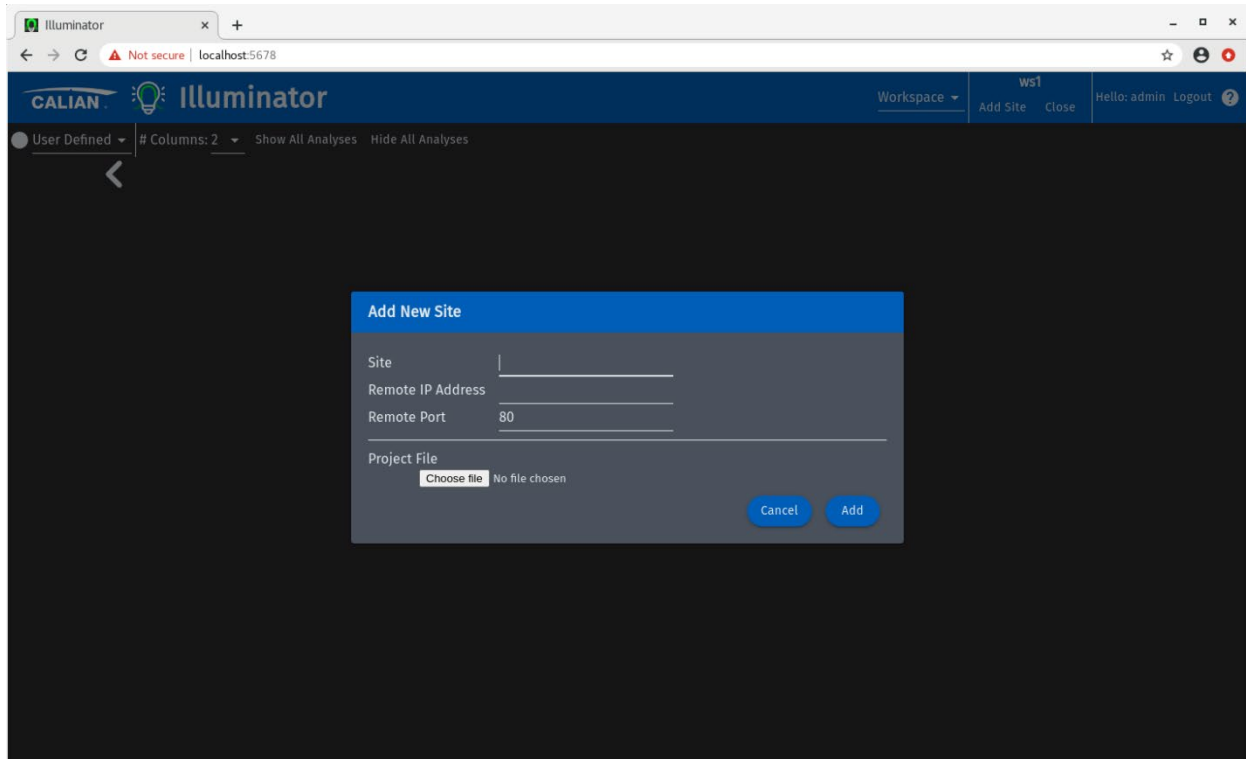 Illuminator
Not secure | localhost:5678
CALIAN Illuminator
Workspace
ws1
Add Site Close
Hello: admin Logout ?
User Defined # Columns: 2 Show All Analyses Hide All Analyses
Add New Site
Site
Remote IP Address
Remote Port 80
Project File
Choose file No file chosen
Cancel Add